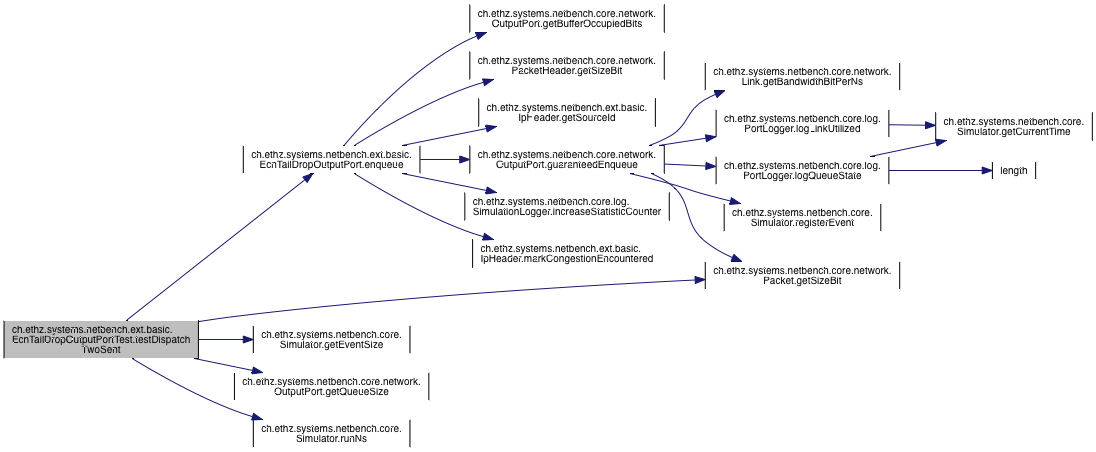 ch.ethz.systems.netbench.core.network.
OutputPort.getBufferOccupiedBits
ch.ethz.systems.netbench.core.network.
PacketHeader.getSizeBit
ch.ethz.systems.netbench.core.network.
Link.getBandwidthBitPerNs
ch.ethz.systems.netbench.ext.basic.
IpHeader.getSourceId
ch.ethz.systems.netbench.core.log.
PortLogger.logLinkUtilized
ch.ethz.systems.netbench.core.
Simulator.getCurrentTime
ch.ethz.systems.netbench.ext.basic.
EcnTailDropOutputPort.enqueue
ch.ethz.systems.netbench.core.network.
OutputPort.guaranteedEnqueue
ch.ethz.systems.netbench.core.log.
PortLogger.logQueueState
length
ch.ethz.systems.netbench.core.log.
SimulationLogger.increaseStatisticCounter
ch.ethz.systems.netbench.core.
Simulator.registerEvent
ch.ethz.systems.netbench.ext.basic.
IpHeader.markCongestionEncountered
ch.ethz.systems.netbench.core.network.
Packet.getSizeBit
ch.ethz.systems.netbench.ext.basic.
EcnTailDropOutputPortTest.testDispatch
TwoSent
ch.ethz.systems.netbench.core.
Simulator.getEventSize
ch.ethz.systems.netbench.core.network.
OutputPort.getQueueSize
ch.ethz.systems.netbench.core.
Simulator.runNs